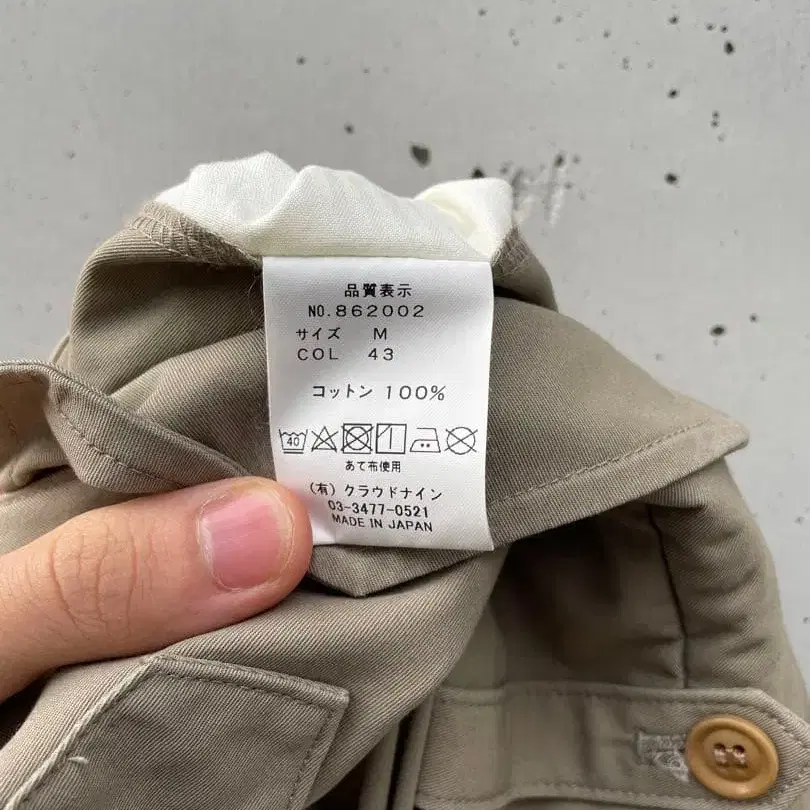 品質表示
NO.862002
サイズ M
COL 43
コットン 100%
40
あて布使用
(有) クラウドナイン
03-3477-0521
MADE IN JAPAN